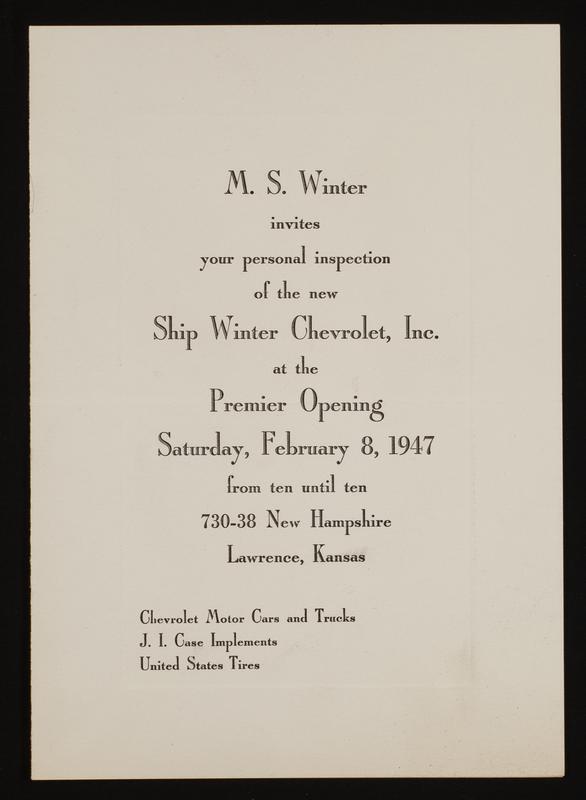 M. S. Winter
invites
your personal inspection
of the new
Ship Winter Chevrolet, Inc.
at the
Premier Opening
Saturday, February 8, 1947
from ten until ten
730-38 New Hampshire
Lawrence, Kansas
Chevrolet Motor Cars and Trucks
J. I. Case Implements
United States Tires